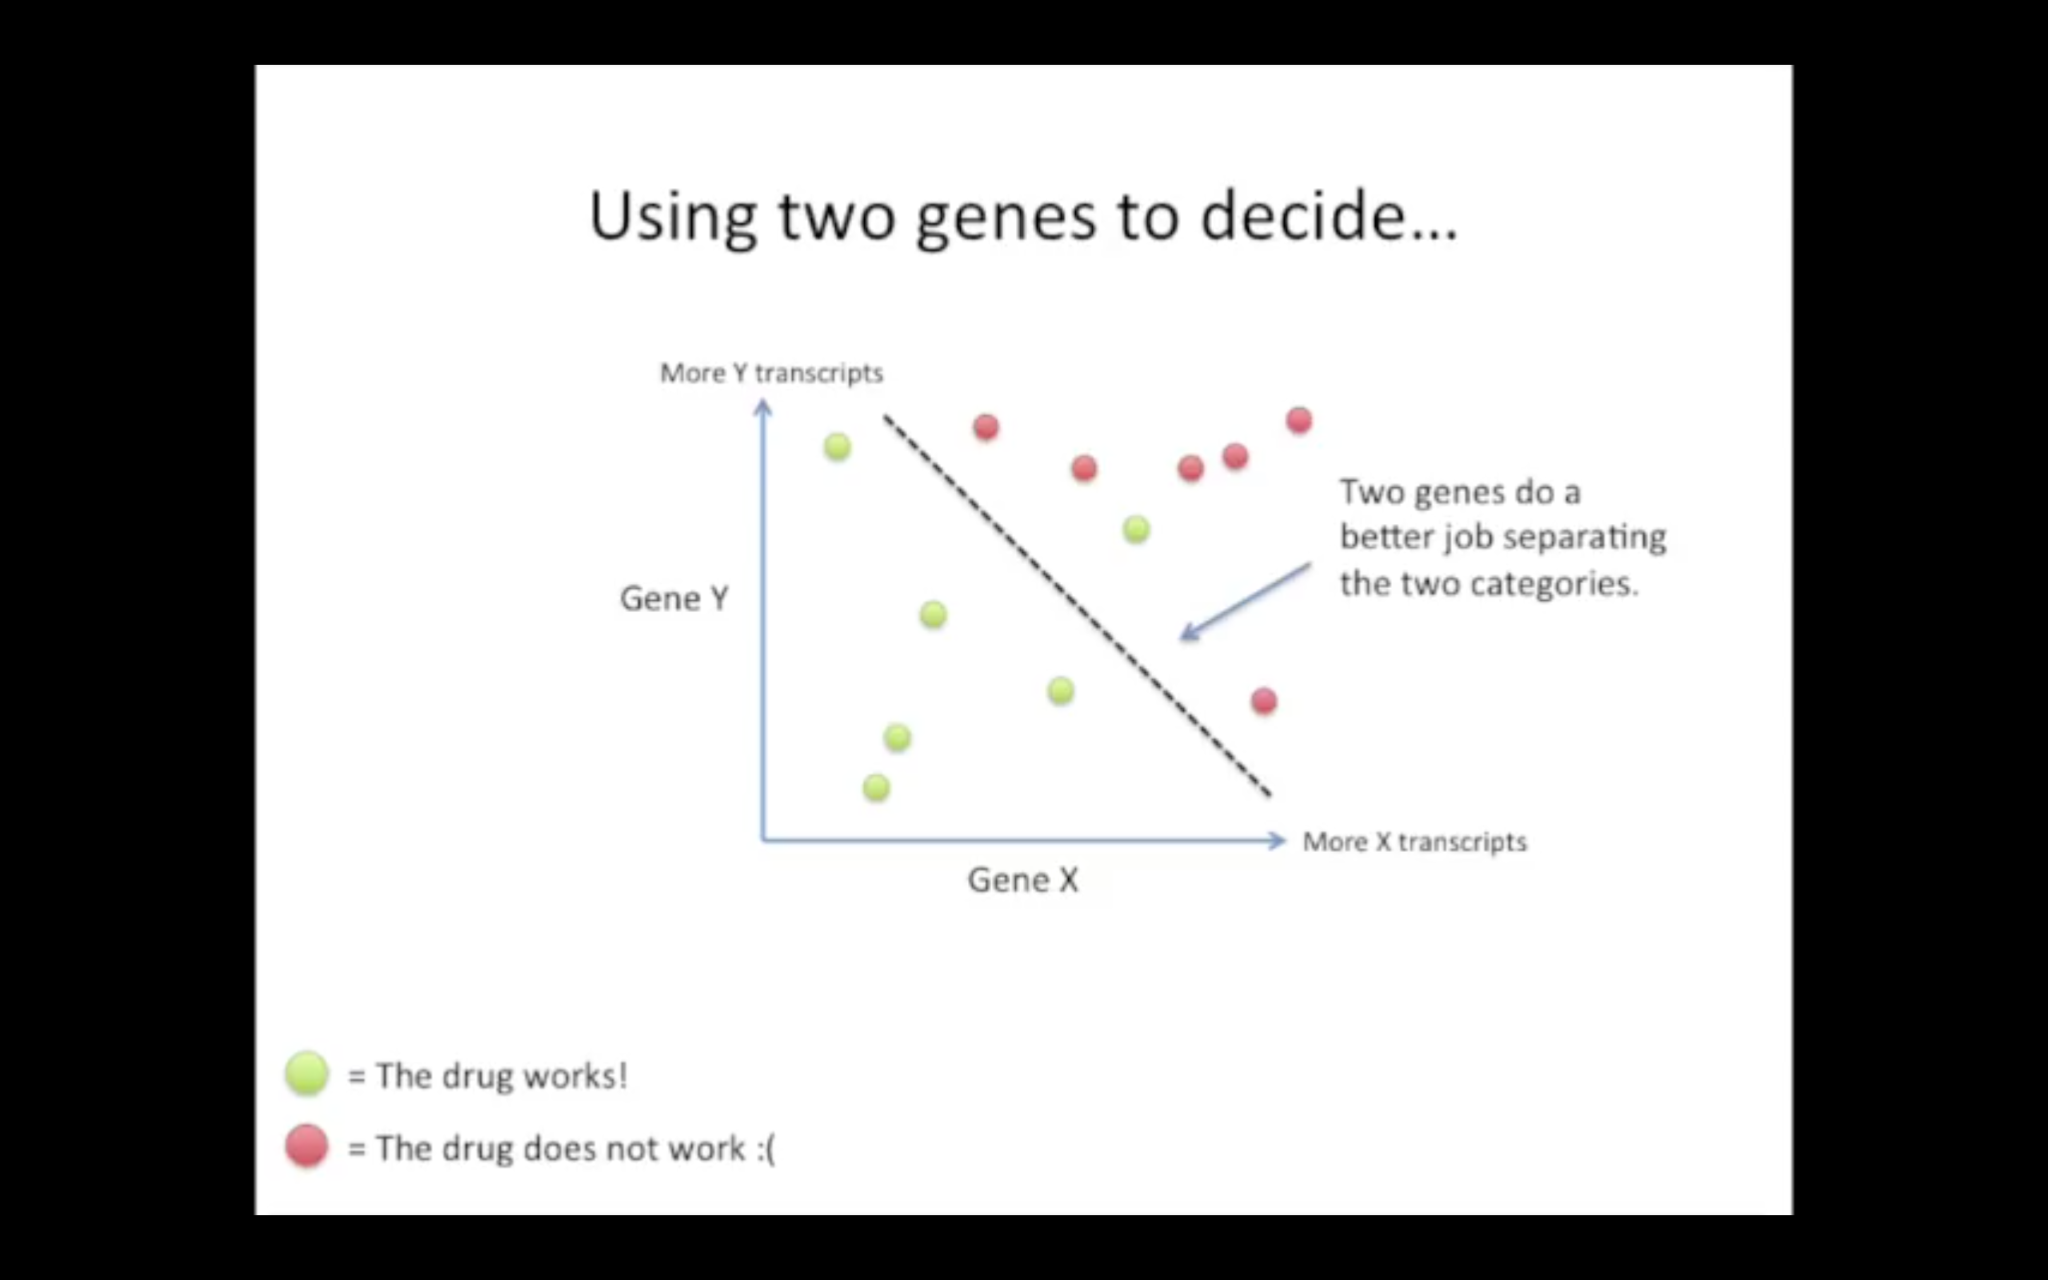 Using two genes to decide...
More Y transcripts
Two genes do a
better job separating
the two categories.
Gene Y
More X transcripts
Gene X
= The drug works!
= The drug does not work :(